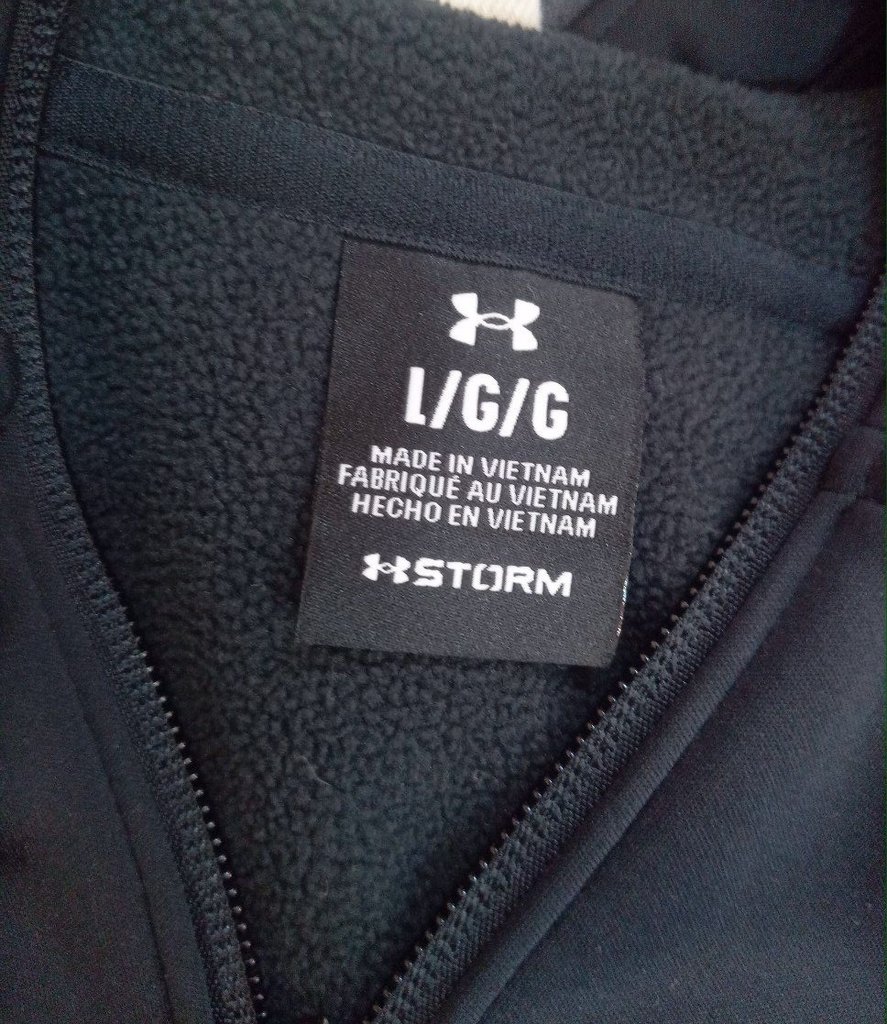 L/G/G
MADE IN VIETNAM
FABRIQUÉ AU VIETNAM
HECHO EN VIETNAM
STORM